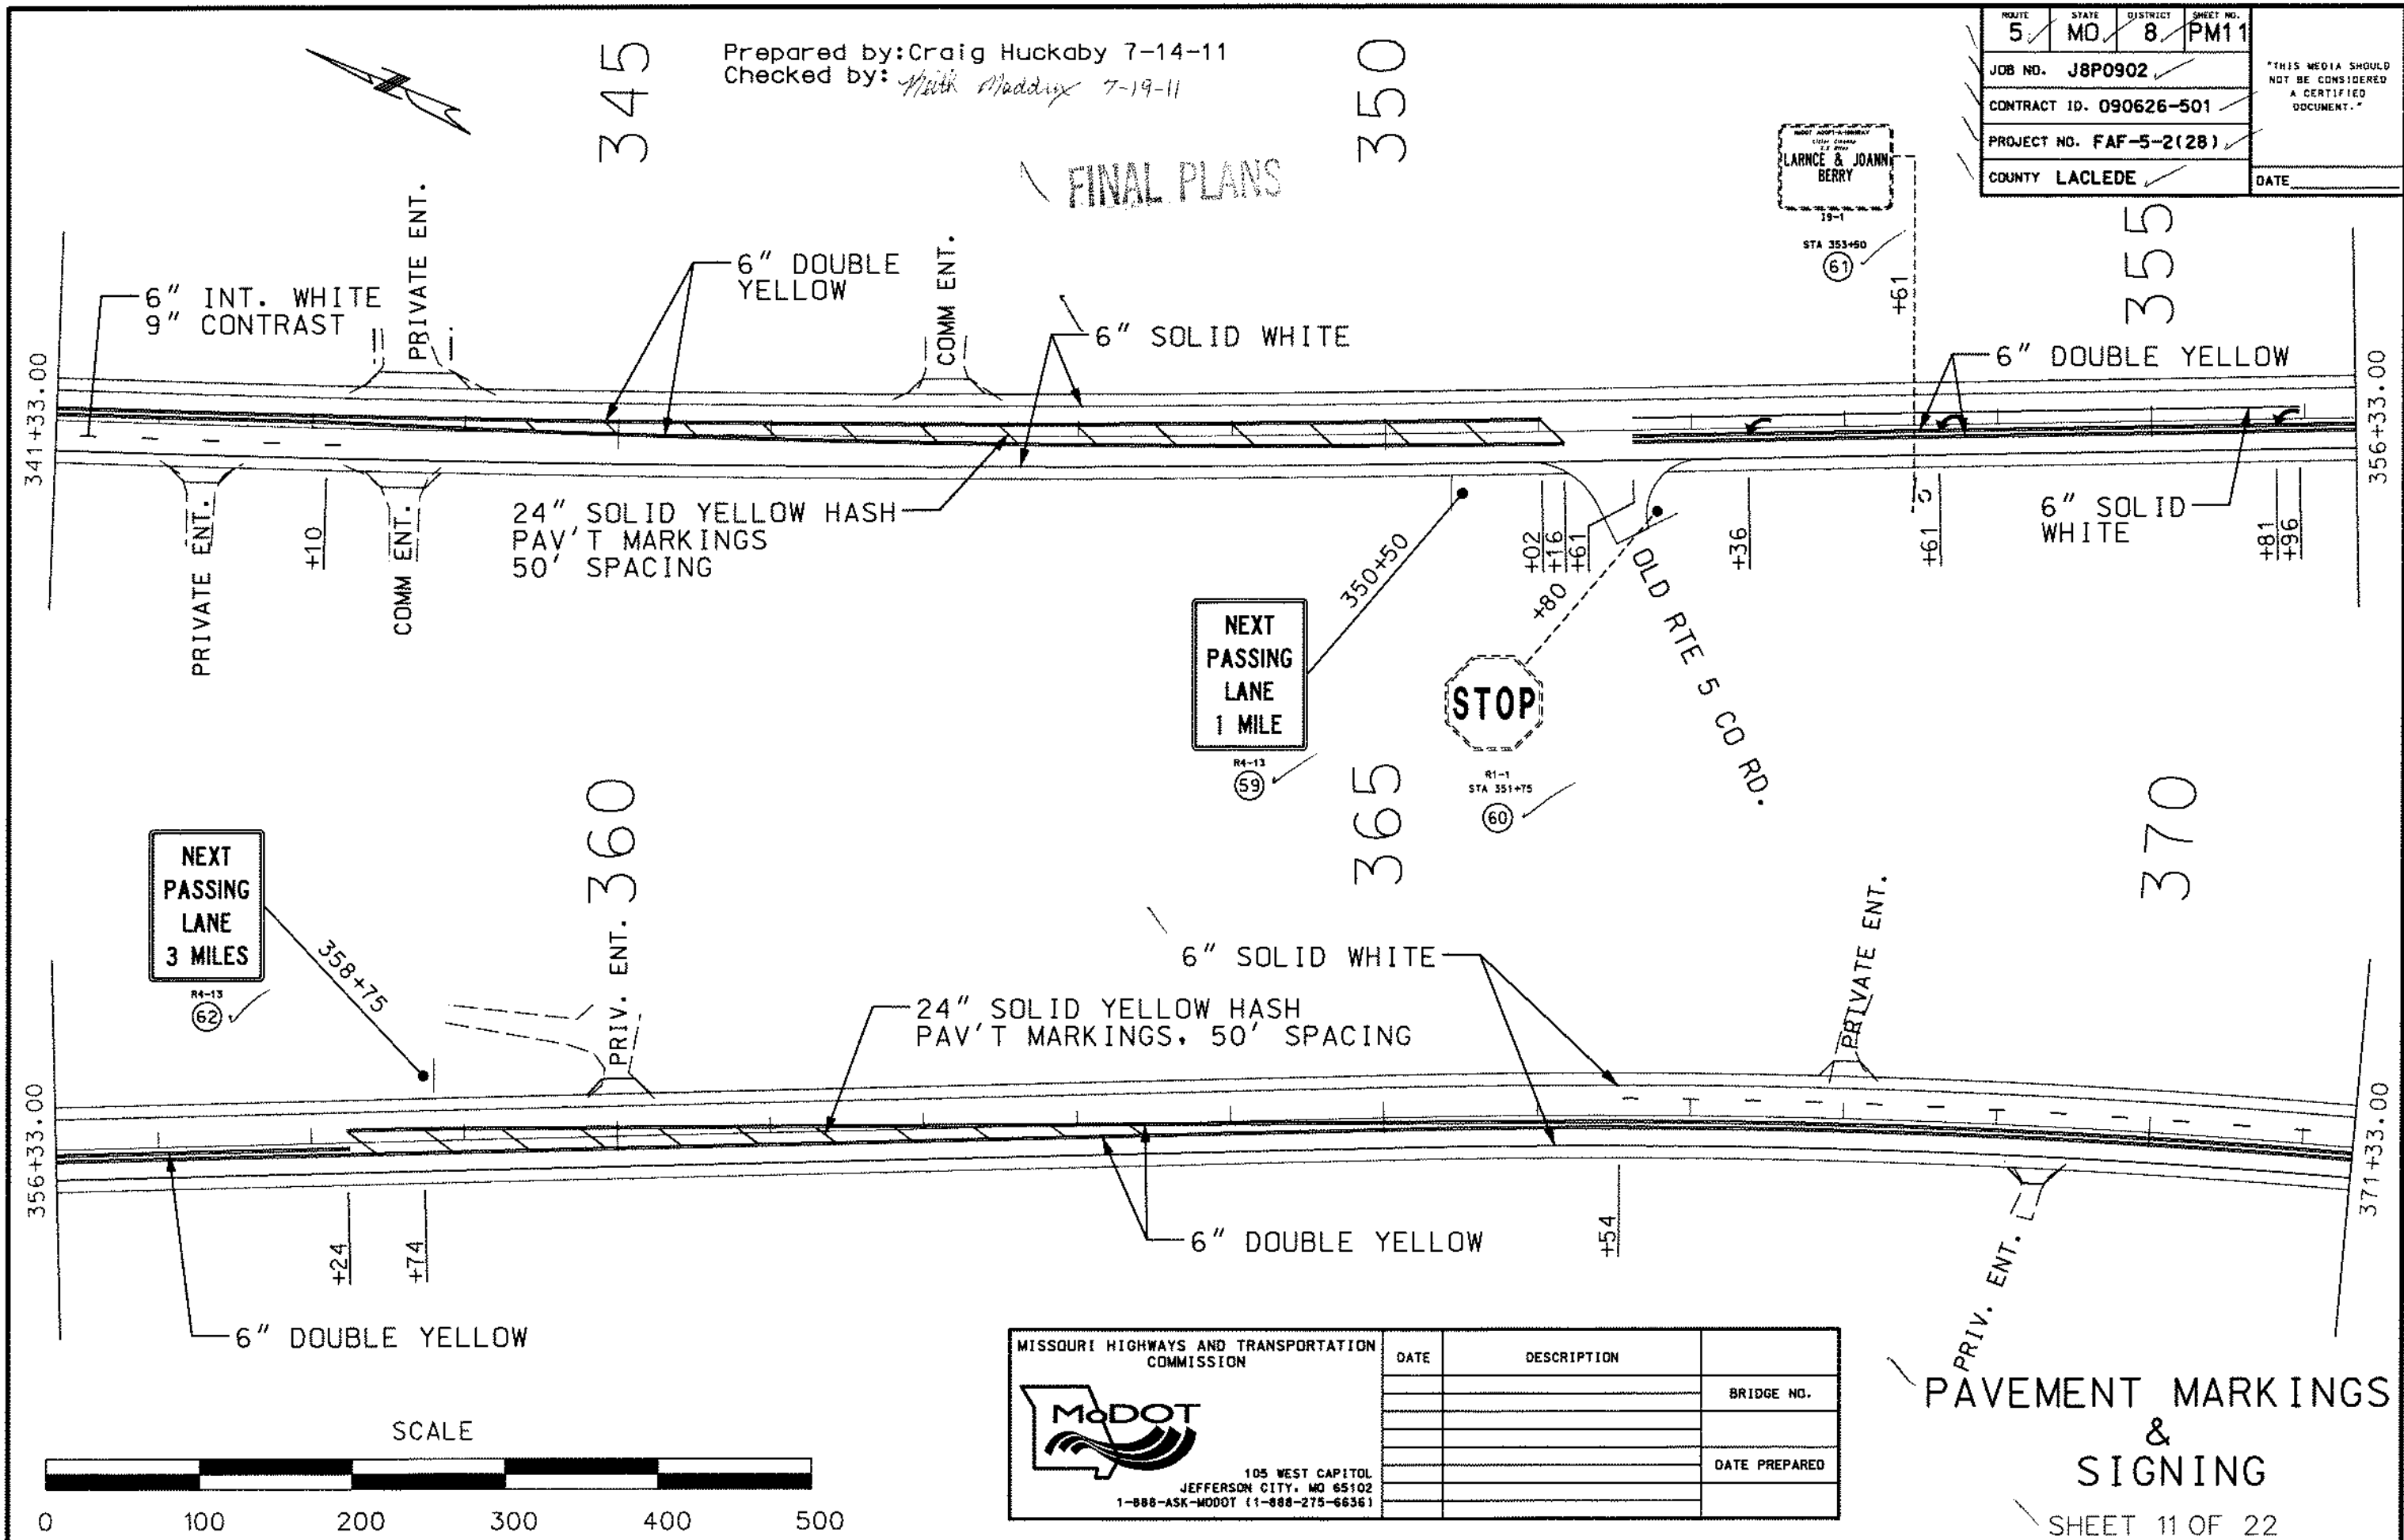 ROUTE 5
STATE MO
DISTRICT 8
SHEET NO. PM11
JOB NO. J8P0902
CONTRACT ID. 090626-501
PROJECT NO. FAF-5-2(28)
COUNTY LACLEDE
"THIS MEDIA SHOULD
NOT BE CONSIDERED
A CERTIFIED
DOCUMENT."
DATE
Prepared by:Craig Huckaby 7-14-11
Checked by: Keith Maddux 7-19-11
FINAL PLANS
345
350
355
LARNCE & JOANN
BERRY
I9-1
STA 353+50
61
+61
341+33.00
6" INT. WHITE
9" CONTRAST
PRIVATE ENT.
6" DOUBLE
YELLOW
COMM ENT.
6" SOLID WHITE
6" DOUBLE YELLOW
356+33.00
PRIVATE ENT.
+10
COMM ENT.
24" SOLID YELLOW HASH
PAV'T MARKINGS
50' SPACING
350+50
NEXT
PASSING
LANE
1 MILE
R4-13
59
+02
+16
+61
+80
STOP
R1-1
STA 351+75
60
OLD RTE 5 CO RD.
+36
+61
6" SOLID
WHITE
+81
+96
360
365
370
NEXT
PASSING
LANE
3 MILES
R4-13
62
358+75
PRIV. ENT.
24" SOLID YELLOW HASH
PAV'T MARKINGS, 50' SPACING
6" SOLID WHITE
PRIVATE ENT.
356+33.00
371+33.00
+24
+74
6" DOUBLE YELLOW
6" DOUBLE YELLOW
+54
PRIV. ENT.
SCALE
0 100 200 300 400 500
MISSOURI HIGHWAYS AND TRANSPORTATION
COMMISSION
MoDOT
105 WEST CAPITOL
JEFFERSON CITY, MO 65102
1-888-ASK-MODOT (1-888-275-6636)
DATE
DESCRIPTION
BRIDGE NO.
DATE PREPARED
PAVEMENT MARKINGS
&
SIGNING
SHEET 11 OF 22